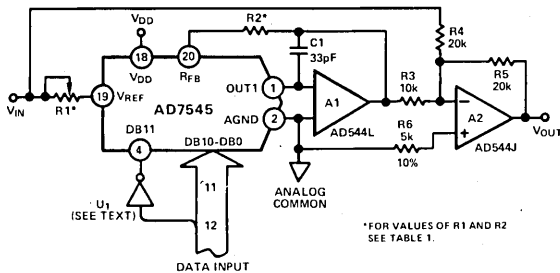 R2*
VDD
18
VDD
20
RFB
C1
33pF
R4
20k
R5
20k
VIN
R1*
19
VREF
AD7545
OUT1
1
AGND
2
A1
AD544L
R3
10k
R6
5k
10%
A2
AD544J
VOUT
DB11
4
DB10-DB0
U1
(SEE TEXT)
11
12
ANALOG
COMMON
DATA INPUT
*FOR VALUES OF R1 AND R2
SEE TABLE 1.